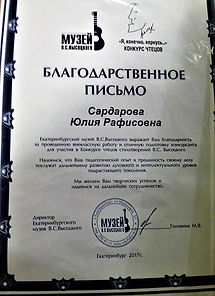 МУЗЕЙ
В.С.ВЫСОЦКОГО
«Я, конечно, вернусь...»
КОНКУРС ЧТЕЦОВ
БЛАГОДАРСТВЕННОЕ
ПИСЬМО
Сардарова
Юлия Рафисовна
Екатеринбургский музей В.С.Высоцкого выражает Вам благодарность
за проведенную внеклассную работу и отличную подготовку конкурсанта
для участия в Конкурсе чтецов стихотворений В.С. Высоцкого
Надеемся, что Ваш педагогический опыт и преданность своему делу
послужат дальнейшему развитию духовного и интеллектуального уровня
подрастающего поколения.
Мы желаем Вам творческих успехов и
надеемся на дальнейшее сотрудничество.
Директор
Екатеринбургского
музея В.С.Высоцкого
МУЗЕЙ
В.С.ВЫСОЦКОГО
Головина М.В.
Екатеринбург 2017г.